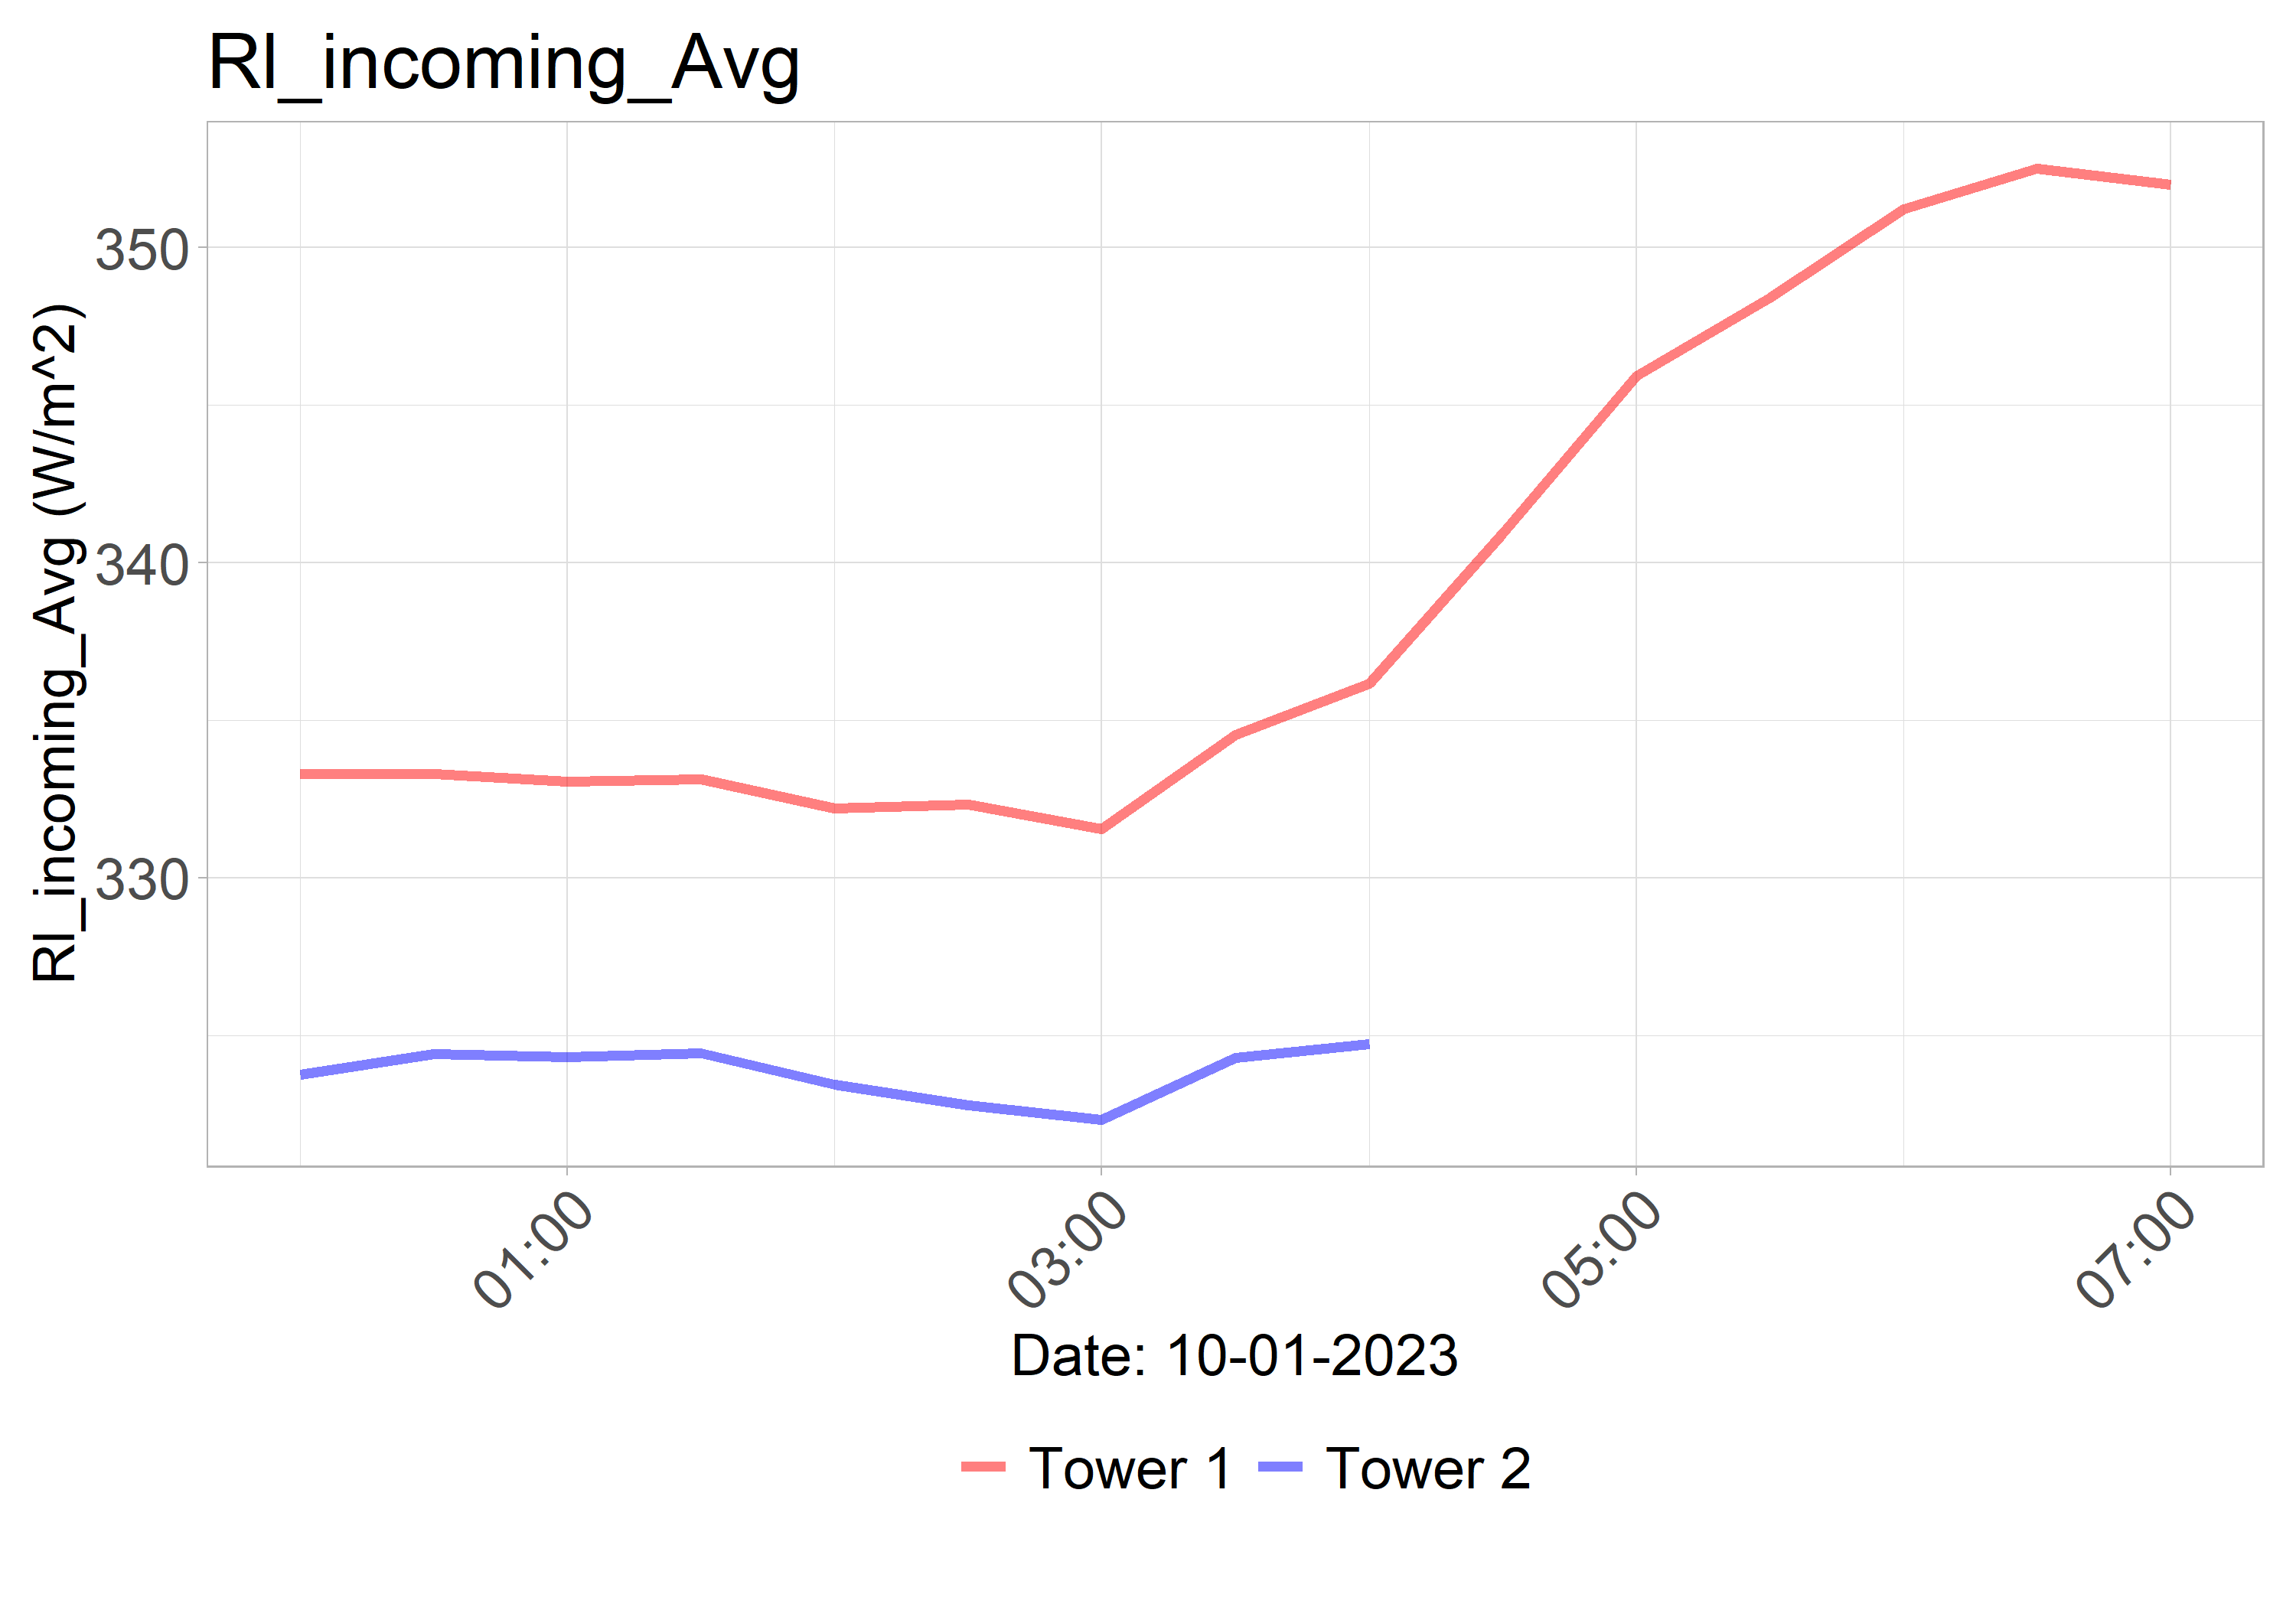 Rl_incoming_Avg
Rl_incoming_Avg (W/m^2)
350
340
330
01:00
03:00
05:00
07:00
Date: 10-01-2023
Tower 1
Tower 2